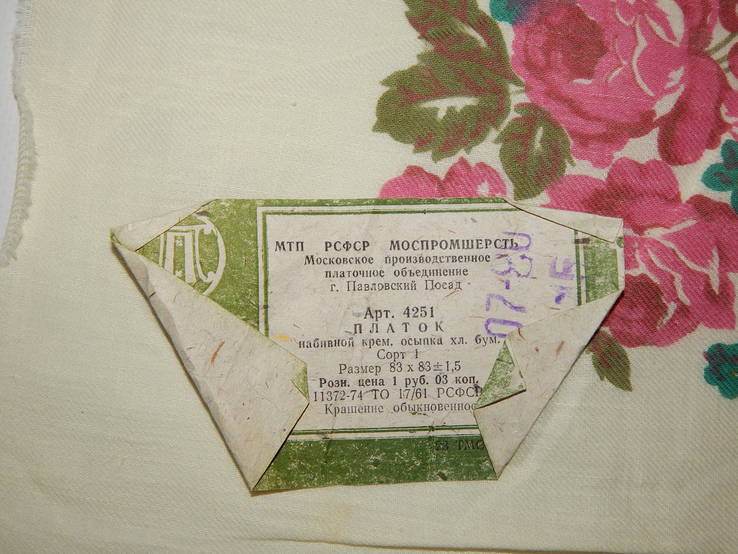 П
МТП РСФСР МОСПРОМШЕРСТЬ
Московское производственное
платочное объединение
г. Павловский Посад
Арт. 4251
ПЛАТОК
набивной крем, осыпка хл. бум.
Сорт 1
Размер 83 х 83±1,5
Розн. цена 1 руб. 03 коп.
11372-74 ТО 17/61 РСФСР
Крашение обыкновенное
07-80